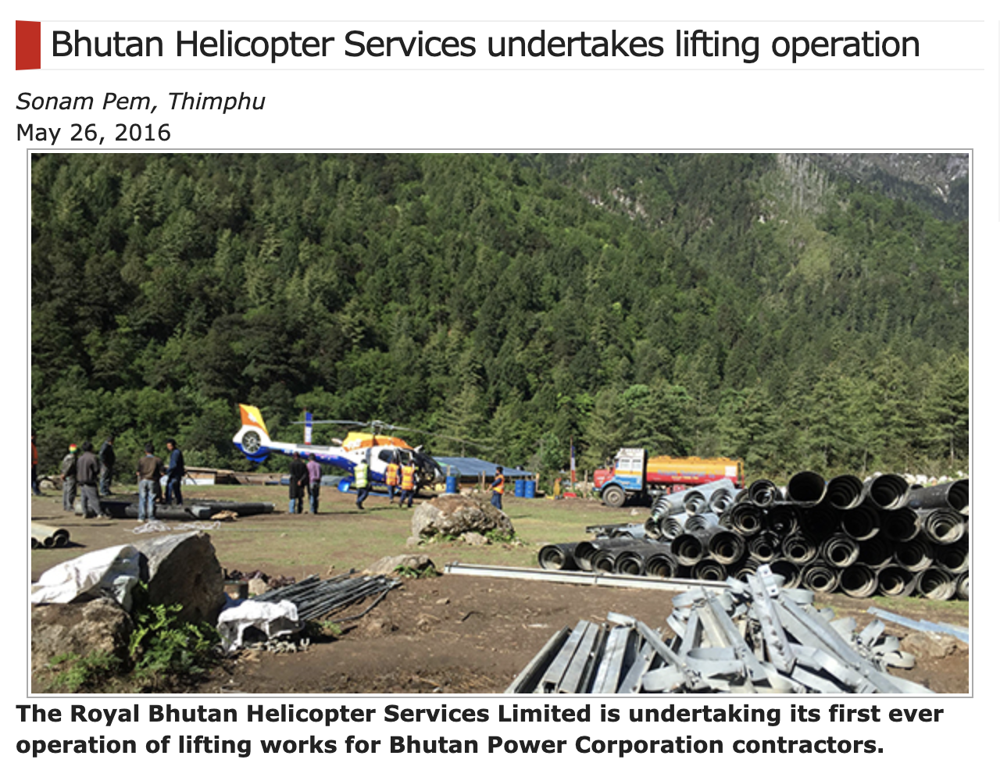 Bhutan Helicopter Services undertakes lifting operation
Sonam Pem, Thimphu
May 26, 2016
The Royal Bhutan Helicopter Services Limited is undertaking its first ever
operation of lifting works for Bhutan Power Corporation contractors.